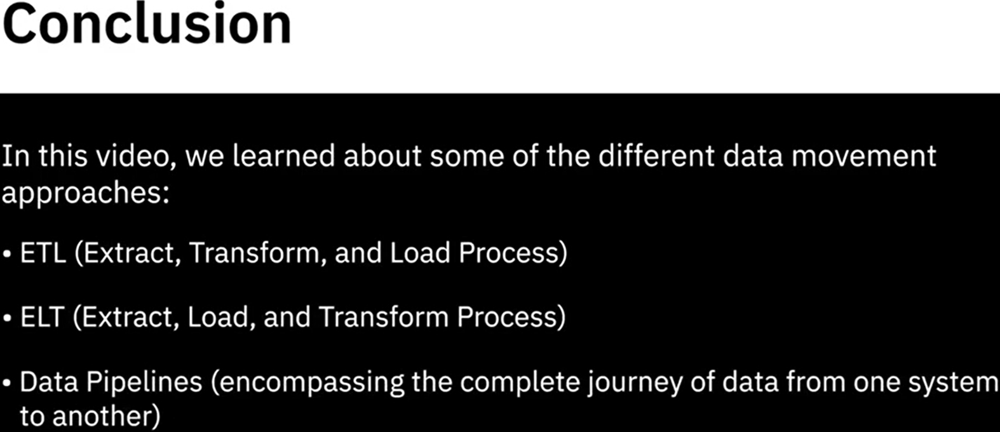 Conclusion
In this video, we learned about some of the different data movement
approaches:
• ETL (Extract, Transform, and Load Process)
• ELT (Extract, Load, and Transform Process)
• Data Pipelines (encompassing the complete journey of data from one system
to another)